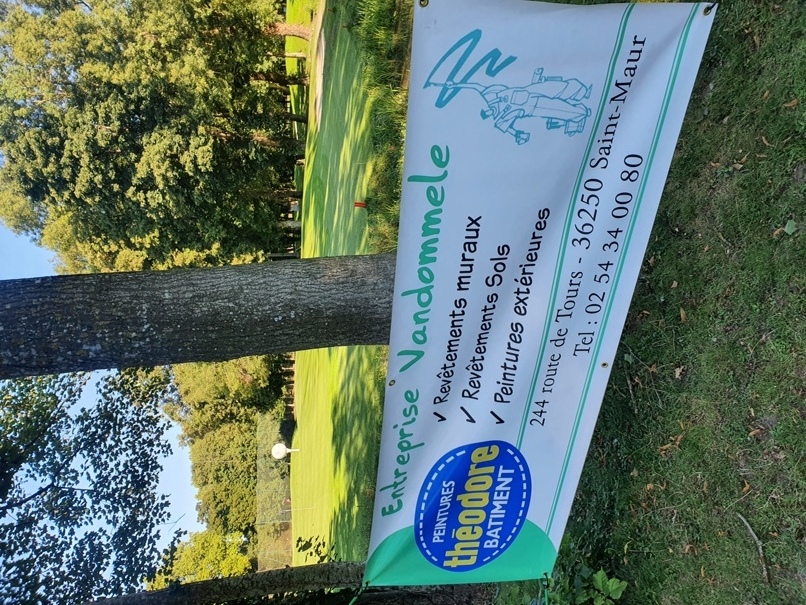 Entreprise Vandommele
✓ Revêtements muraux
✓ Revêtements Sols
✓ Peintures extérieures
PEINTURES
théodore
BATIMENT
244 route de Tours - 36250 Saint-Maur
Tel : 02 54 34 00 80